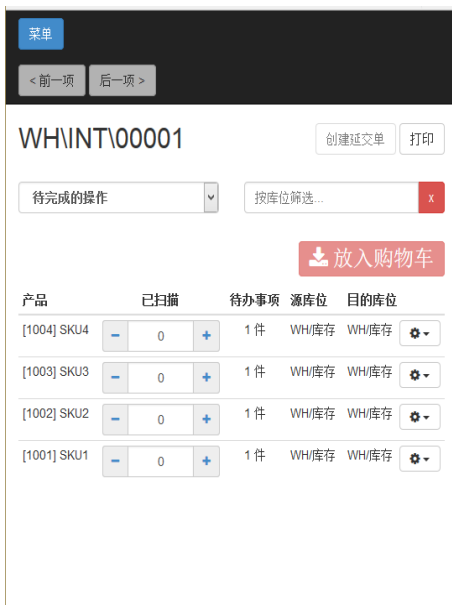 菜单
<前一项 后一项 >
WH\INT\00001 创建延交单 打印
待完成的操作 按库位筛选... x
放入购物车
产品 已扫描 待办事项 源库位 目的库位
[1004] SKU4 - 0 + 1 件 WH/库存 WH/库存
[1003] SKU3 - 0 + 1 件 WH/库存 WH/库存
[1002] SKU2 - 0 + 1 件 WH/库存 WH/库存
[1001] SKU1 - 0 + 1 件 WH/库存 WH/库存